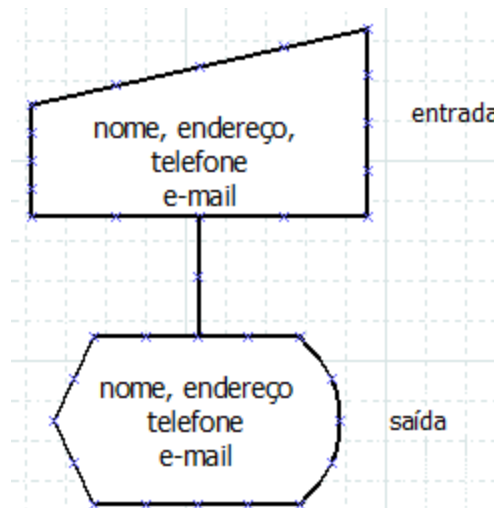 nome, endereço,
telefone
e-mail
entrada
nome, endereço
telefone
e-mail
saída